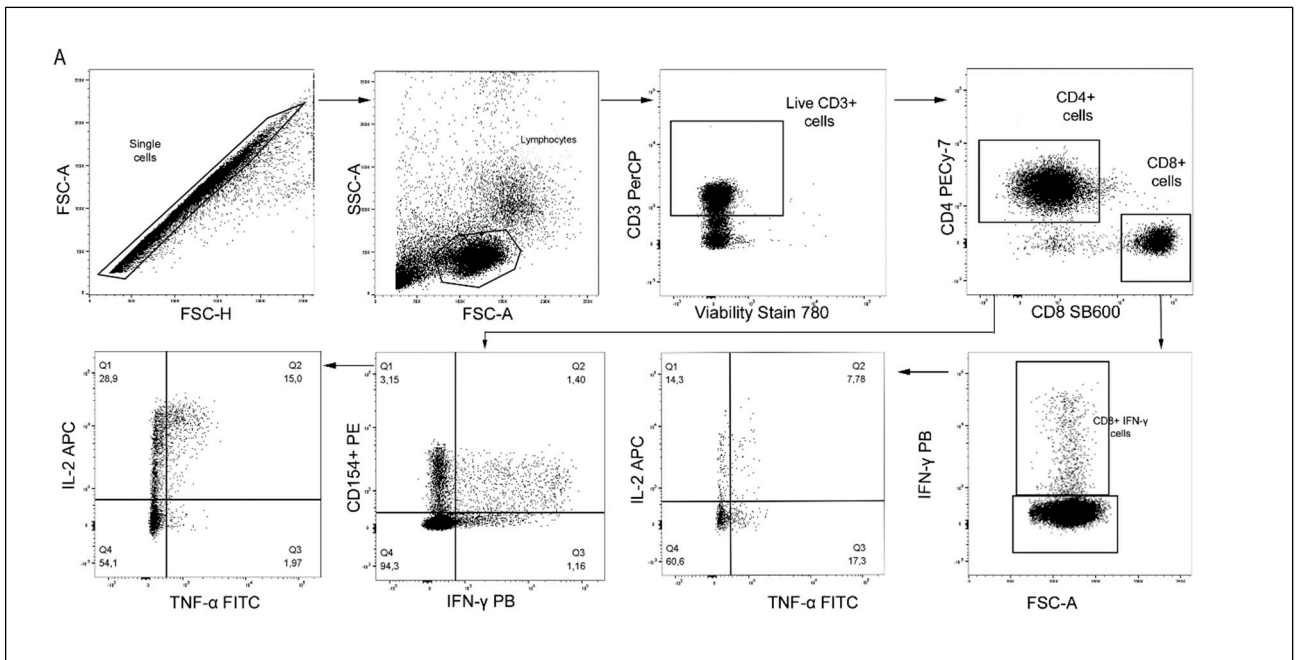 A
Single
cells
FSC-A
FSC-H
Lymphocytes
SSC-A
FSC-A
Live CD3+
cells
CD3 PerCP
Viability Stain 780
CD4+
cells
CD8+
cells
CD4 PECy-7
CD8 SB600
Q1
28,9
Q2
15,0
Q4
54,1
Q3
1,97
IL-2 APC
TNF-α FITC
Q1
3,15
Q2
1,40
Q4
94,3
Q3
1,16
CD154+ PE
IFN-γ PB
Q1
14,3
Q2
7,78
Q4
60,6
Q3
17,3
IL-2 APC
TNF-α FITC
CD8+ IFN-γ
cells
IFN-γ PB
FSC-A